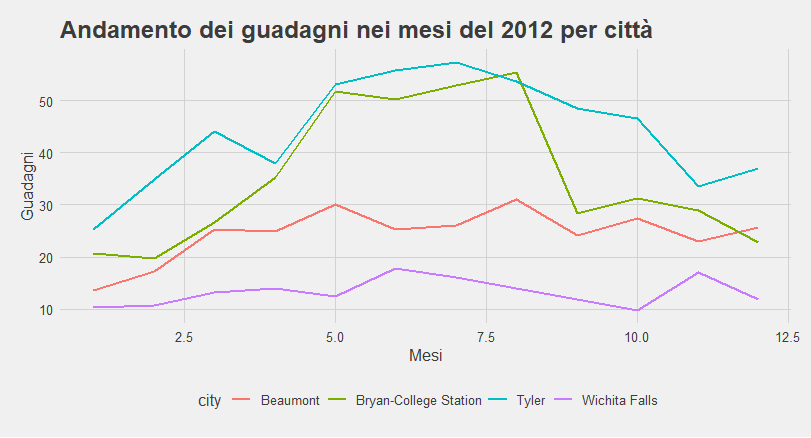 Andamento dei guadagni nei mesi del 2012 per città
Guadagni
50
40
30
20
10
2.5 5.0 7.5 10.0 12.5
Mesi
city Beaumont Bryan-College Station Tyler Wichita Falls